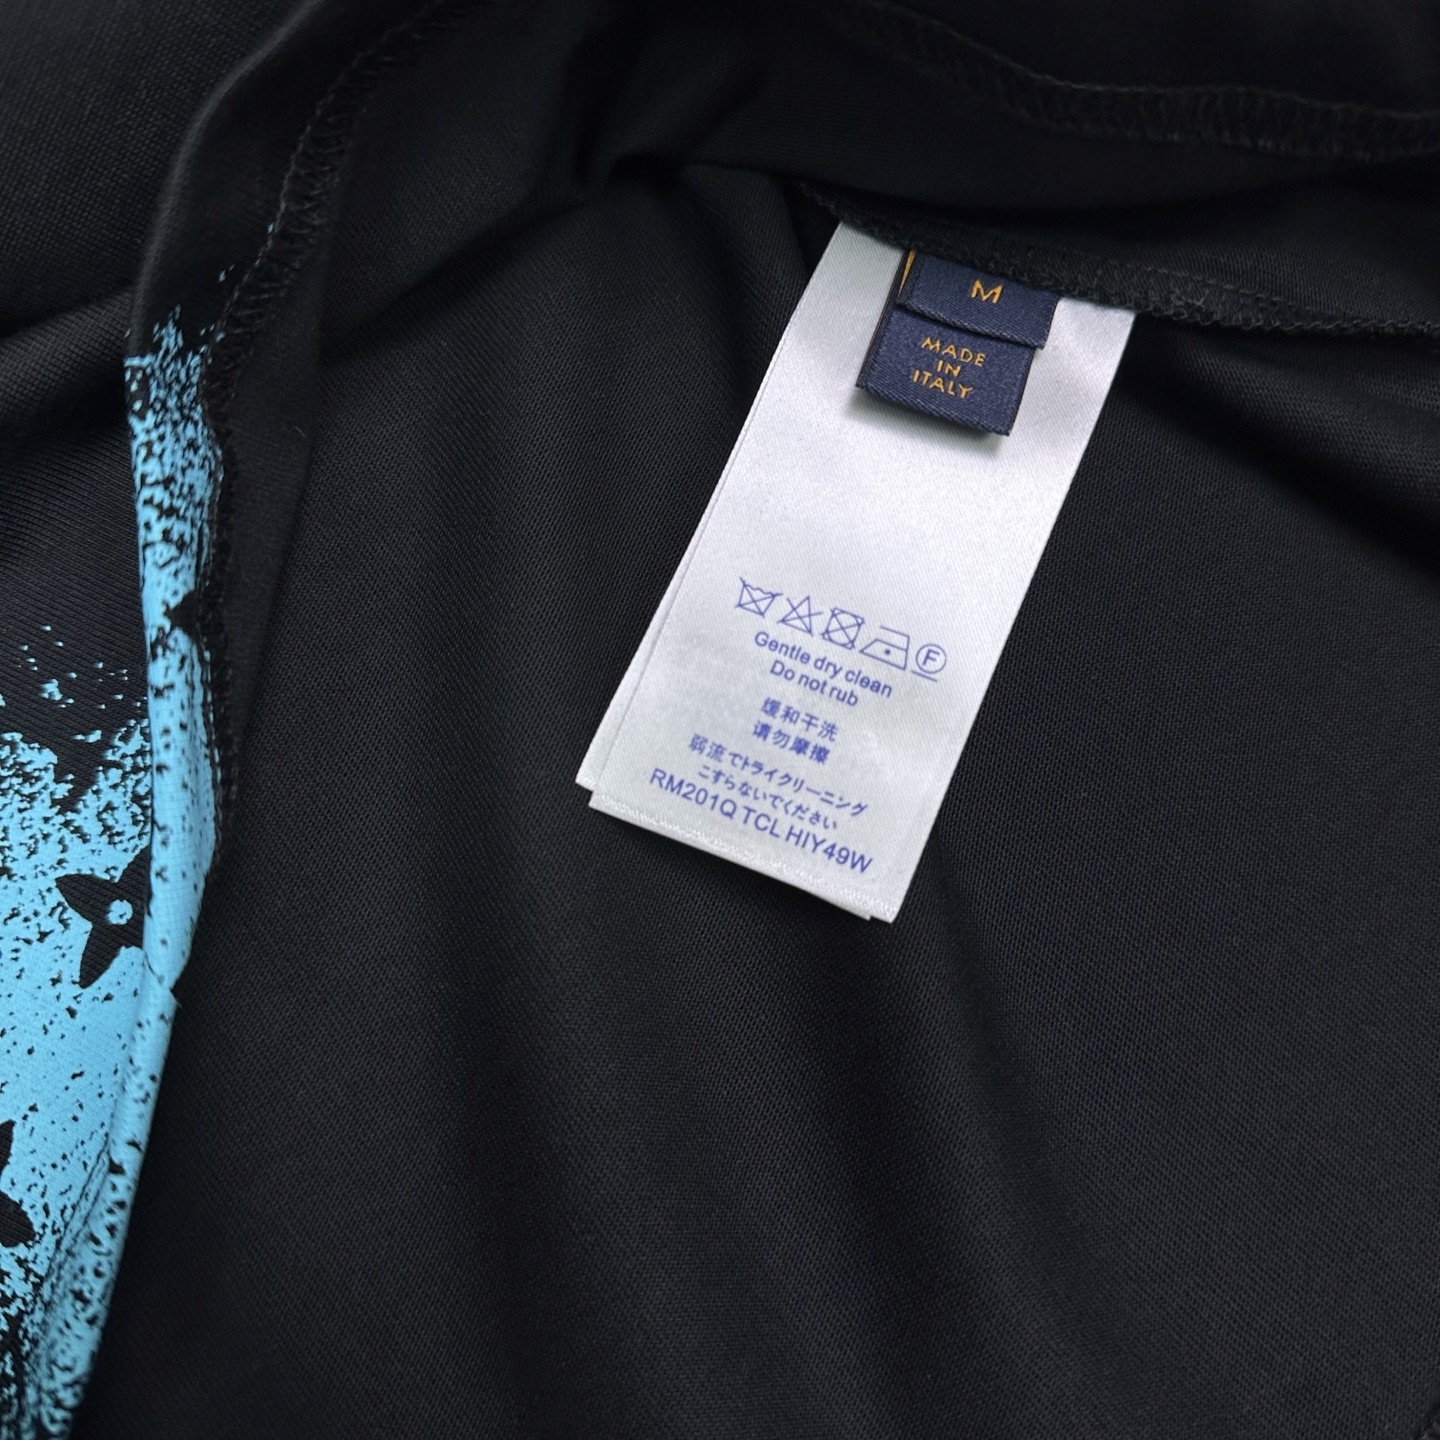 M
MADE
IN
ITALY
F
Gentle dry clean
Do not rub
缓和干洗
请勿摩擦
弱流でトライクリーニング
こすらないでください
RM201Q TCL HIY49W